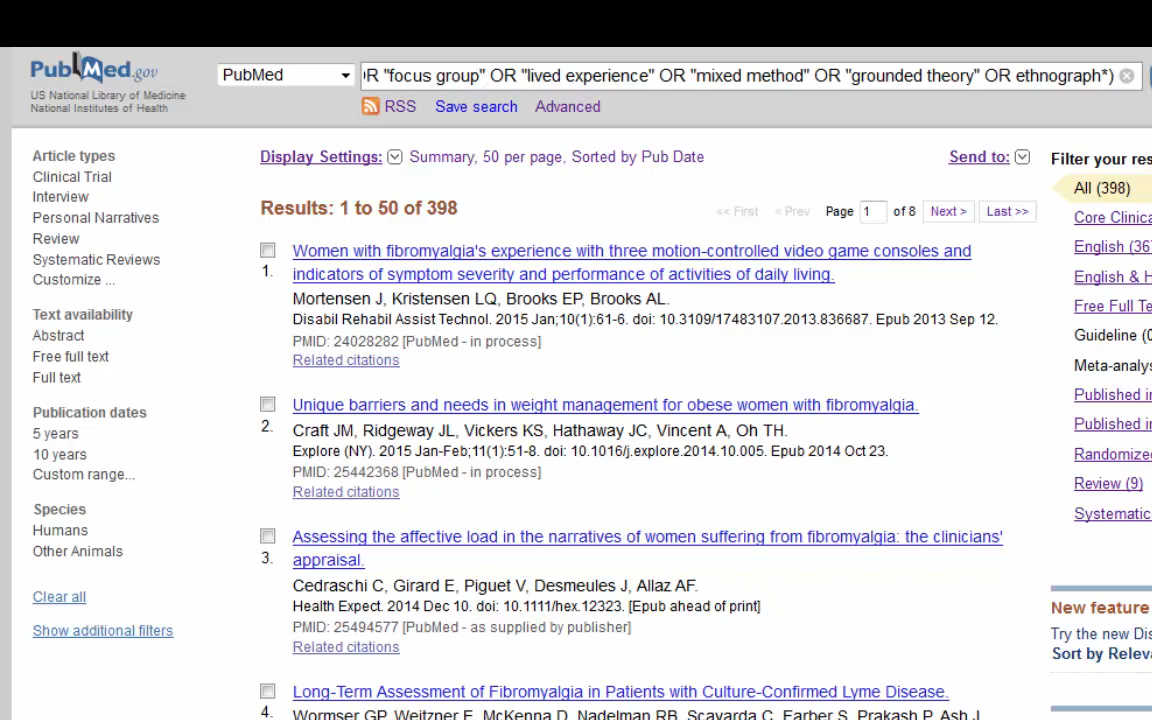 PubMed.gov
US National Library of Medicine
National Institutes of Health
PubMed
"focus group" OR "lived experience" OR "mixed method" OR "grounded theory" OR ethnograph*)
RSS Save search Advanced
Article types
Clinical Trial
Interview
Personal Narratives
Review
Systematic Reviews
Customize ...
Text availability
Abstract
Free full text
Full text
Publication dates
5 years
10 years
Custom range...
Species
Humans
Other Animals
Clear all
Show additional filters
Display Settings: Summary, 50 per page, Sorted by Pub Date
Send to:
Results: 1 to 50 of 398
<< First < Prev Page 1 of 8 Next > Last >>
1. Women with fibromyalgia's experience with three motion-controlled video game consoles and
indicators of symptom severity and performance of activities of daily living.
Mortensen J, Kristensen LQ, Brooks EP, Brooks AL.
Disabil Rehabil Assist Technol. 2015 Jan;10(1):61-6. doi: 10.3109/17483107.2013.836687. Epub 2013 Sep 12.
PMID: 24028282 [PubMed - in process]
Related citations
2. Unique barriers and needs in weight management for obese women with fibromyalgia.
Craft JM, Ridgeway JL, Vickers KS, Hathaway JC, Vincent A, Oh TH.
Explore (NY). 2015 Jan-Feb;11(1):51-8. doi: 10.1016/j.explore.2014.10.005. Epub 2014 Oct 23.
PMID: 25442368 [PubMed - in process]
Related citations
3. Assessing the affective load in the narratives of women suffering from fibromyalgia: the clinicians'
appraisal.
Cedraschi C, Girard E, Piguet V, Desmeules J, Allaz AF.
Health Expect. 2014 Dec 10. doi: 10.1111/hex.12323. [Epub ahead of print]
PMID: 25494577 [PubMed - as supplied by publisher]
Related citations
4. Long-Term Assessment of Fibromyalgia in Patients with Culture-Confirmed Lyme Disease.
Wormser GP, Weitzner E, McKenna D, Nadelman RB, Scavarda C, Farber S, Prakash P, Ash J.
Filter your res
All (398)
Core Clinica
English (367
English & H
Free Full Te
Guideline (0
Meta-analys
Published in
Published in
Randomized
Review (9)
Systematic
New feature
Try the new Dis
Sort by Releva